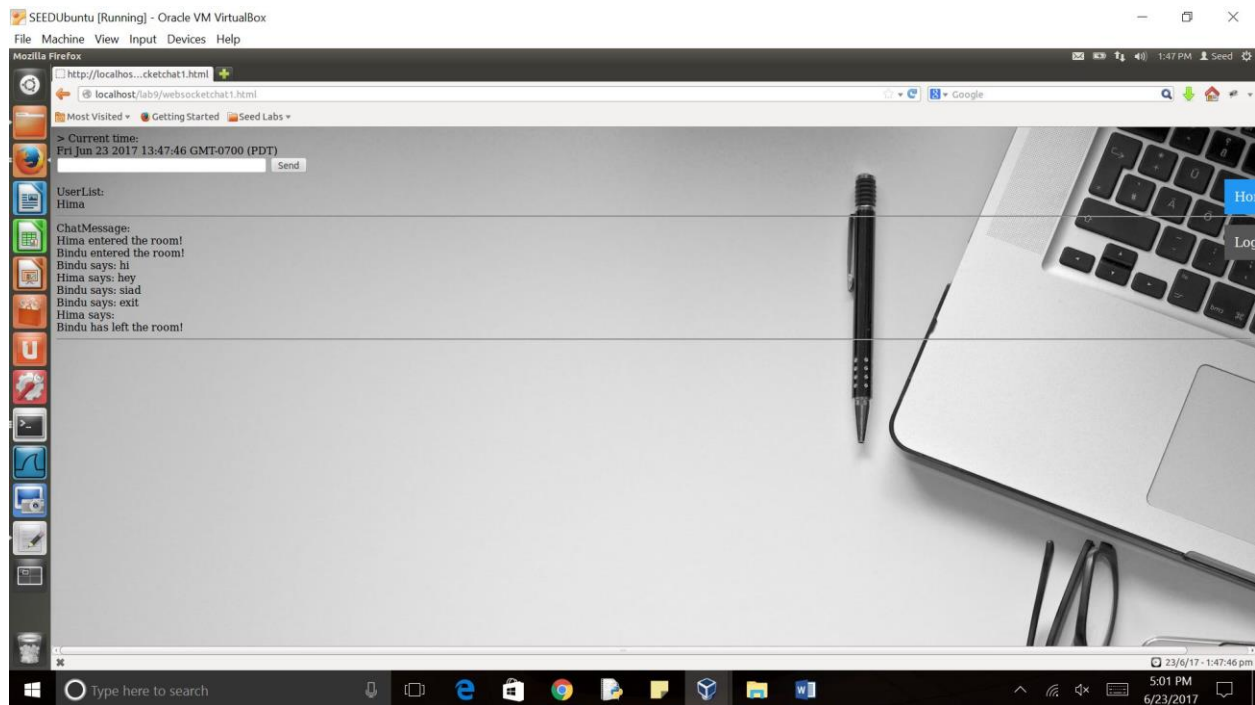 SEEDUbuntu [Running] - Oracle VM VirtualBox
File Machine View Input Devices Help
Mozilla Firefox
1:47 PM Seed
http://localhos...cketchat1.html
localhost/lab9/websocketchat1.html
Google
Most Visited Getting Started Seed Labs
> Current time:
Fri Jun 23 2017 13:47:46 GMT-0700 (PDT)
Send
UserList:
Hima
Ho
ChatMessage:
Hima entered the room!
Log
Bindu entered the room!
Bindu says: hi
Hima says: hey
Bindu says: siad
Bindu says: exit
Hima says:
Bindu has left the room!
23/6/17 - 1:47:46 pm
Type here to search
5:01 PM
6/23/2017